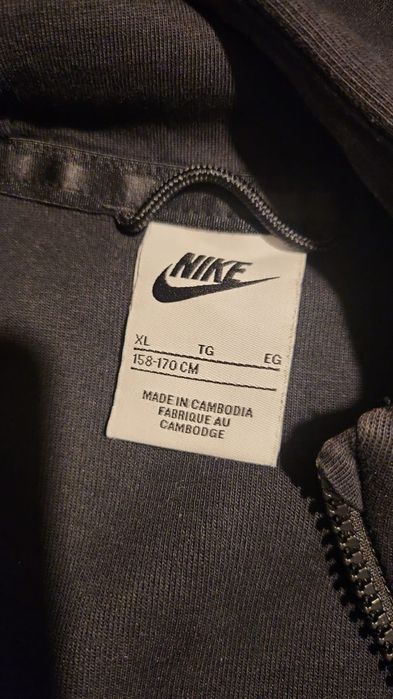 NIKE
XL TG EG
158-170 CM
MADE IN CAMBODIA
FABRIQUE AU
CAMBODGE